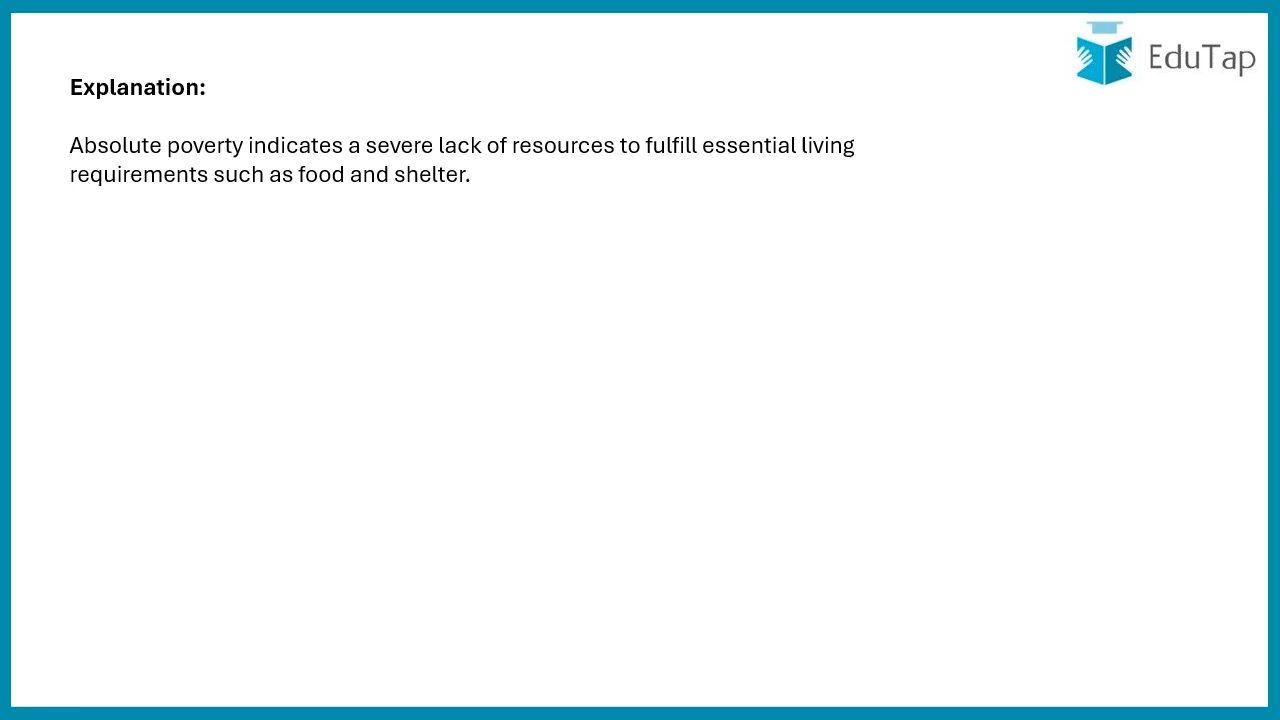 EduTap
Explanation:
Absolute poverty indicates a severe lack of resources to fulfill essential living
requirements such as food and shelter.